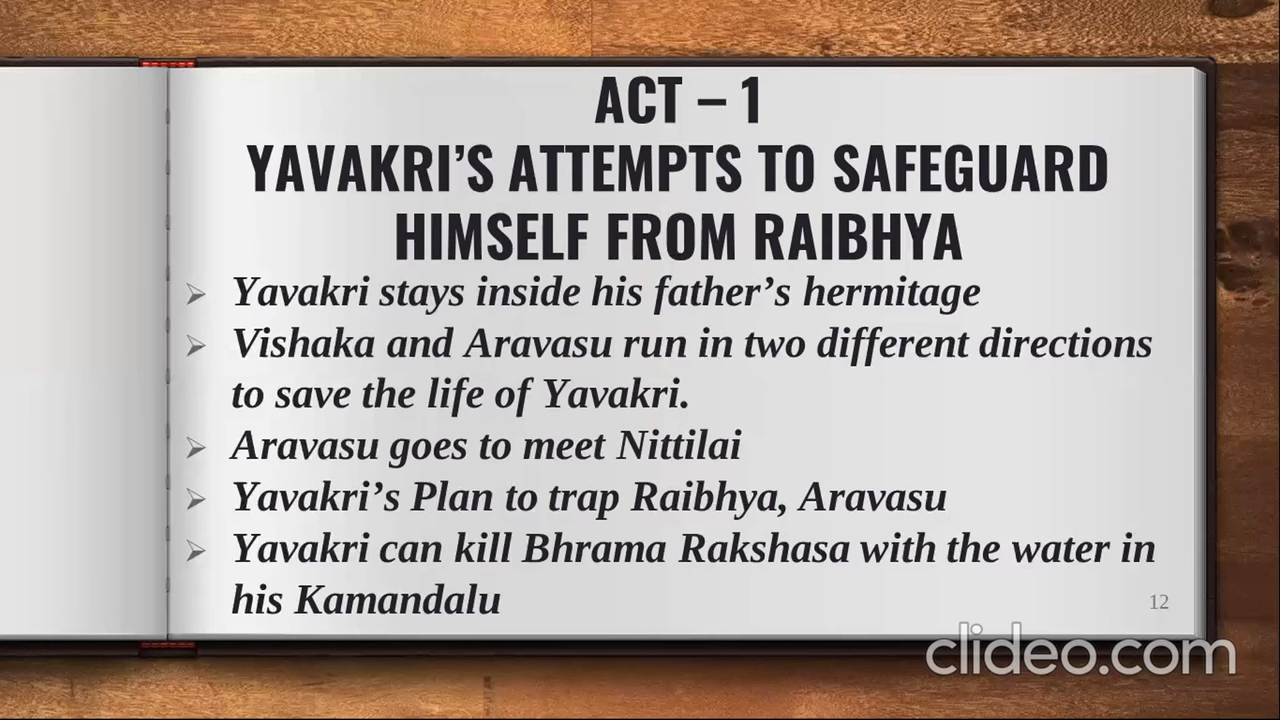 ACT – 1
YAVAKRI’S ATTEMPTS TO SAFEGUARD
HIMSELF FROM RAIBHYA
➢ Yavakri stays inside his father’s hermitage
➢ Vishaka and Aravasu run in two different directions
to save the life of Yavakri.
➢ Aravasu goes to meet Nittilai
➢ Yavakri’s Plan to trap Raibhya, Aravasu
➢ Yavakri can kill Bhrama Rakshasa with the water in
his Kamandalu
12
clideo.com